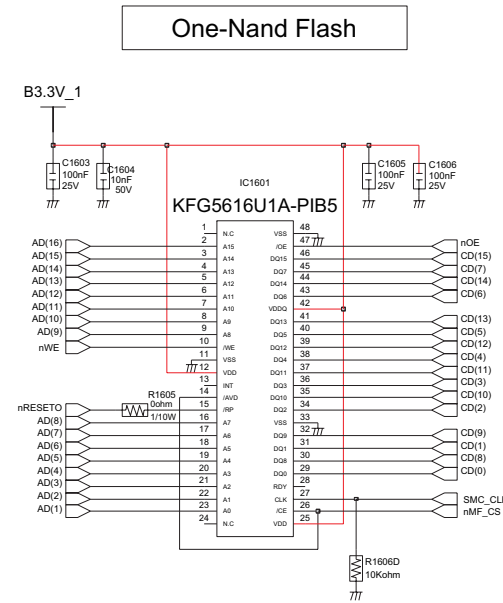 One-Nand Flash
B3.3V_1
C1603
100nF
25V
C1604
10nF
50V
C1605
100nF
25V
C1606
100nF
25V
IC1601
KFG5616U1A-PIB5
1 N.C VSS 48
AD(16) 2 A15 /OE 47 nOE
AD(15) 3 A14 DQ15 46 CD(15)
AD(14) 4 A13 DQ7 45 CD(7)
AD(13) 5 A12 DQ14 44 CD(14)
AD(12) 6 A11 DQ6 43 CD(6)
AD(11) 7 A10 VDDQ 42
AD(10) 8 A9 DQ13 41 CD(13)
AD(9) 9 A8 DQ5 40 CD(5)
nWE 10 /WE DQ12 39 CD(12)
11 VSS DQ4 38 CD(4)
12 VDD DQ11 37 CD(11)
13 INT DQ3 36 CD(3)
14 /AVD DQ10 35 CD(10)
R1605
0ohm
1/10W
nRESETO 15 /RP DQ2 34 CD(2)
AD(8) 16 A7 VSS 33
AD(7) 17 A6 DQ9 32 CD(9)
AD(6) 18 A5 DQ1 31 CD(1)
AD(5) 19 A4 DQ8 30 CD(8)
AD(4) 20 A3 DQ0 29 CD(0)
AD(3) 21 A2 RDY 28
AD(2) 22 A1 CLK 27 SMC_CL
AD(1) 23 A0 /CE 26 nMF_CS
24 N.C VDD 25
R1606D
10Kohm